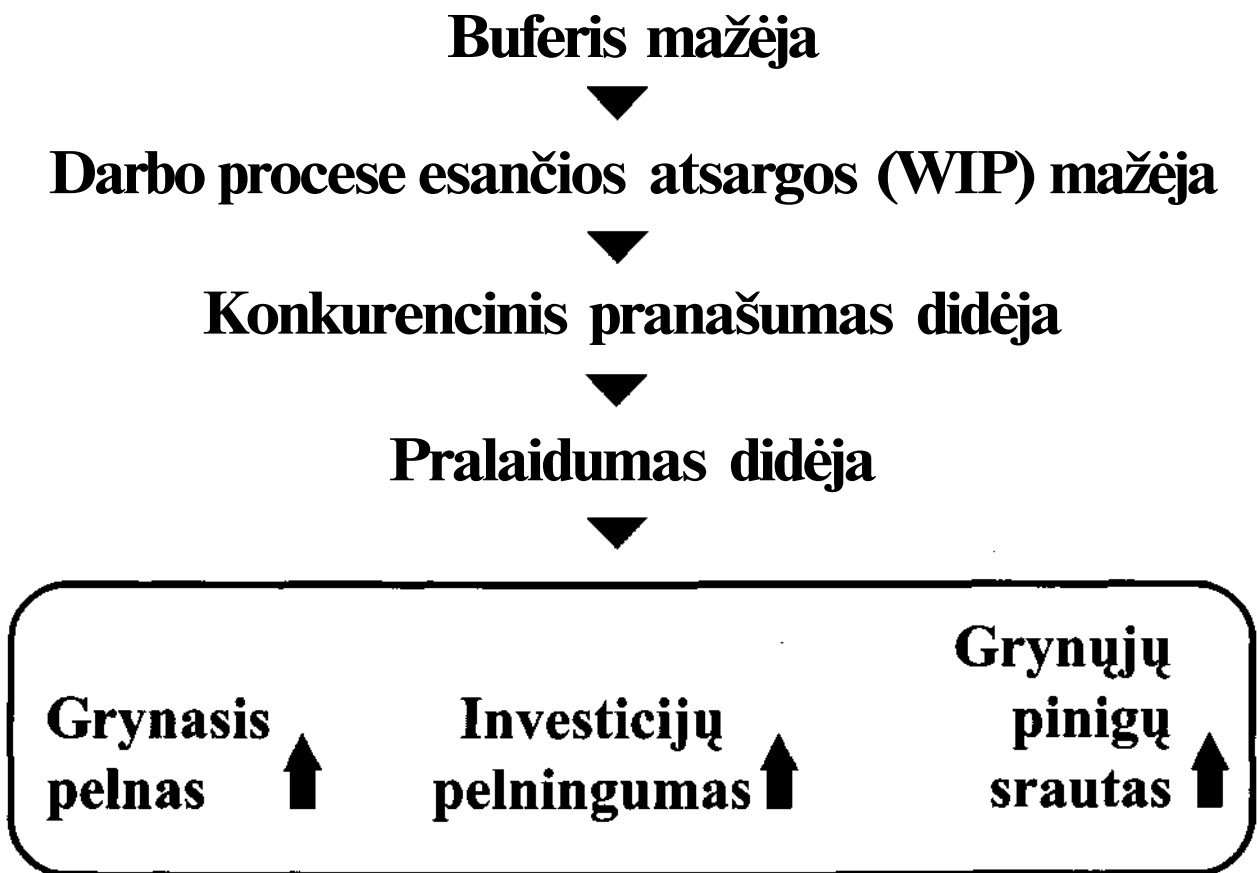 Buferis mažėja
Darbo procese esančios atsargos (WIP) mažėja
Konkurencinis pranašumas didėja
Pralaidumas didėja
Grynasis
pelnas
Investicijų
pelningumas
Grynųjų
pinigų
srautas